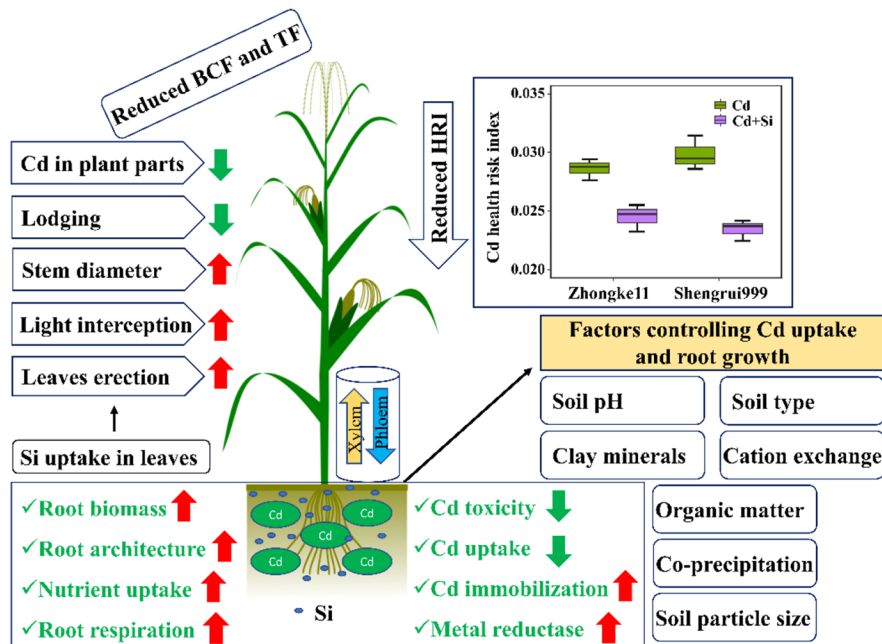 Reduced BCF and TF
Cd in plant parts
Lodging
Stem diameter
Light interception
Leaves erection
Si uptake in leaves
Reduced HRI
Xylem
Phloem
Cd health risk index
0.035
0.030
0.025
0.020
Cd
Cd+Si
Zhongke11
Shengrui999
Factors controlling Cd uptake
and root growth
Soil pH
Soil type
Clay minerals
Cation exchange
Organic matter
Co-precipitation
Soil particle size
✓Root biomass
✓Root architecture
✓Nutrient uptake
✓Root respiration
Cd
Cd
Cd
Cd
Cd
Si
✓Cd toxicity
✓Cd uptake
✓Cd immobilization
✓Metal reductase